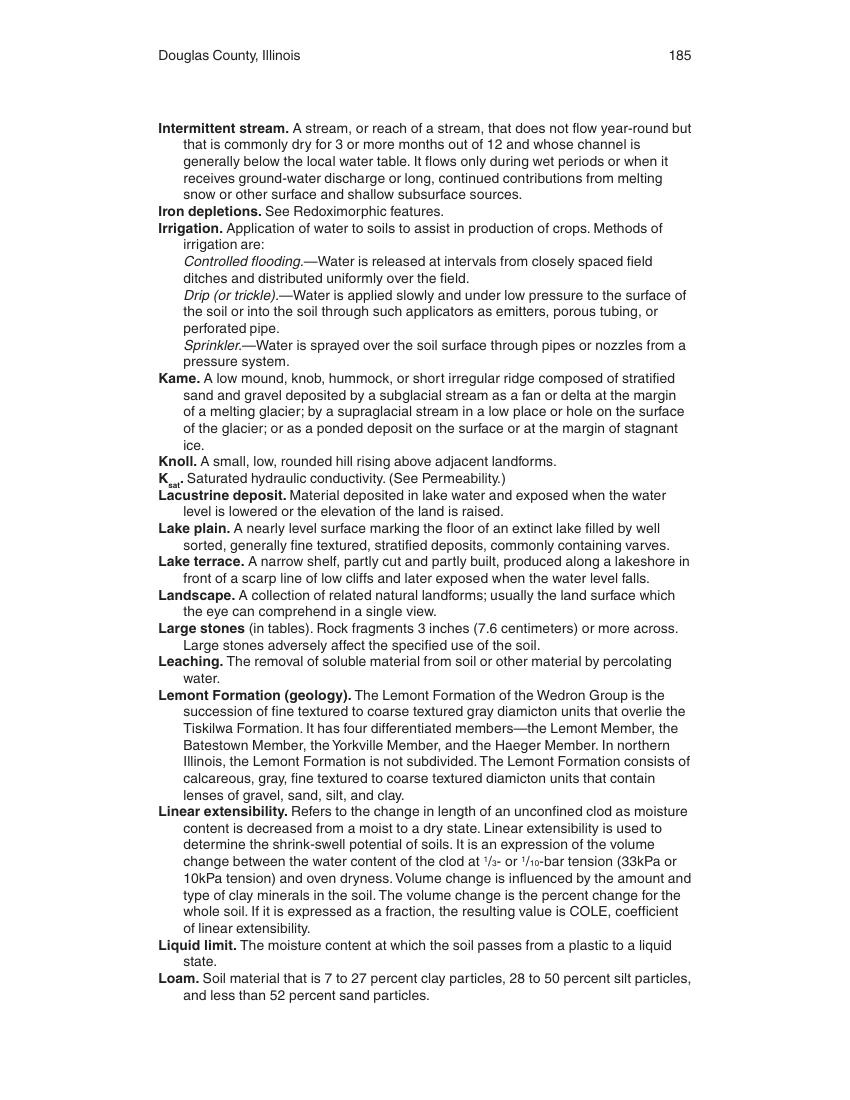 Douglas County, Illinois 185
Intermittent stream. A stream, or reach of a stream, that does not flow year-round but
that is commonly dry for 3 or more months out of 12 and whose channel is
generally below the local water table. It flows only during wet periods or when it
receives ground-water discharge or long, continued contributions from melting
snow or other surface and shallow subsurface sources.
Iron depletions. See Redoximorphic features.
Irrigation. Application of water to soils to assist in production of crops. Methods of
irrigation are:
Controlled flooding.—Water is released at intervals from closely spaced field
ditches and distributed uniformly over the field.
Drip (or trickle).—Water is applied slowly and under low pressure to the surface of
the soil or into the soil through such applicators as emitters, porous tubing, or
perforated pipe.
Sprinkler.—Water is sprayed over the soil surface through pipes or nozzles from a
pressure system.
Kame. A low mound, knob, hummock, or short irregular ridge composed of stratified
sand and gravel deposited by a subglacial stream as a fan or delta at the margin
of a melting glacier; by a supraglacial stream in a low place or hole on the surface
of the glacier; or as a ponded deposit on the surface or at the margin of stagnant
ice.
Knoll. A small, low, rounded hill rising above adjacent landforms.
Ksat. Saturated hydraulic conductivity. (See Permeability.)
Lacustrine deposit. Material deposited in lake water and exposed when the water
level is lowered or the elevation of the land is raised.
Lake plain. A nearly level surface marking the floor of an extinct lake filled by well
sorted, generally fine textured, stratified deposits, commonly containing varves.
Lake terrace. A narrow shelf, partly cut and partly built, produced along a lakeshore in
front of a scarp line of low cliffs and later exposed when the water level falls.
Landscape. A collection of related natural landforms; usually the land surface which
the eye can comprehend in a single view.
Large stones (in tables). Rock fragments 3 inches (7.6 centimeters) or more across.
Large stones adversely affect the specified use of the soil.
Leaching. The removal of soluble material from soil or other material by percolating
water.
Lemont Formation (geology). The Lemont Formation of the Wedron Group is the
succession of fine textured to coarse textured gray diamicton units that overlie the
Tiskilwa Formation. It has four differentiated members—the Lemont Member, the
Batestown Member, the Yorkville Member, and the Haeger Member. In northern
Illinois, the Lemont Formation is not subdivided. The Lemont Formation consists of
calcareous, gray, fine textured to coarse textured diamicton units that contain
lenses of gravel, sand, silt, and clay.
Linear extensibility. Refers to the change in length of an unconfined clod as moisture
content is decreased from a moist to a dry state. Linear extensibility is used to
determine the shrink-swell potential of soils. It is an expression of the volume
change between the water content of the clod at 1/3- or 1/10-bar tension (33kPa or
10kPa tension) and oven dryness. Volume change is influenced by the amount and
type of clay minerals in the soil. The volume change is the percent change for the
whole soil. If it is expressed as a fraction, the resulting value is COLE, coefficient
of linear extensibility.
Liquid limit. The moisture content at which the soil passes from a plastic to a liquid
state.
Loam. Soil material that is 7 to 27 percent clay particles, 28 to 50 percent silt particles,
and less than 52 percent sand particles.